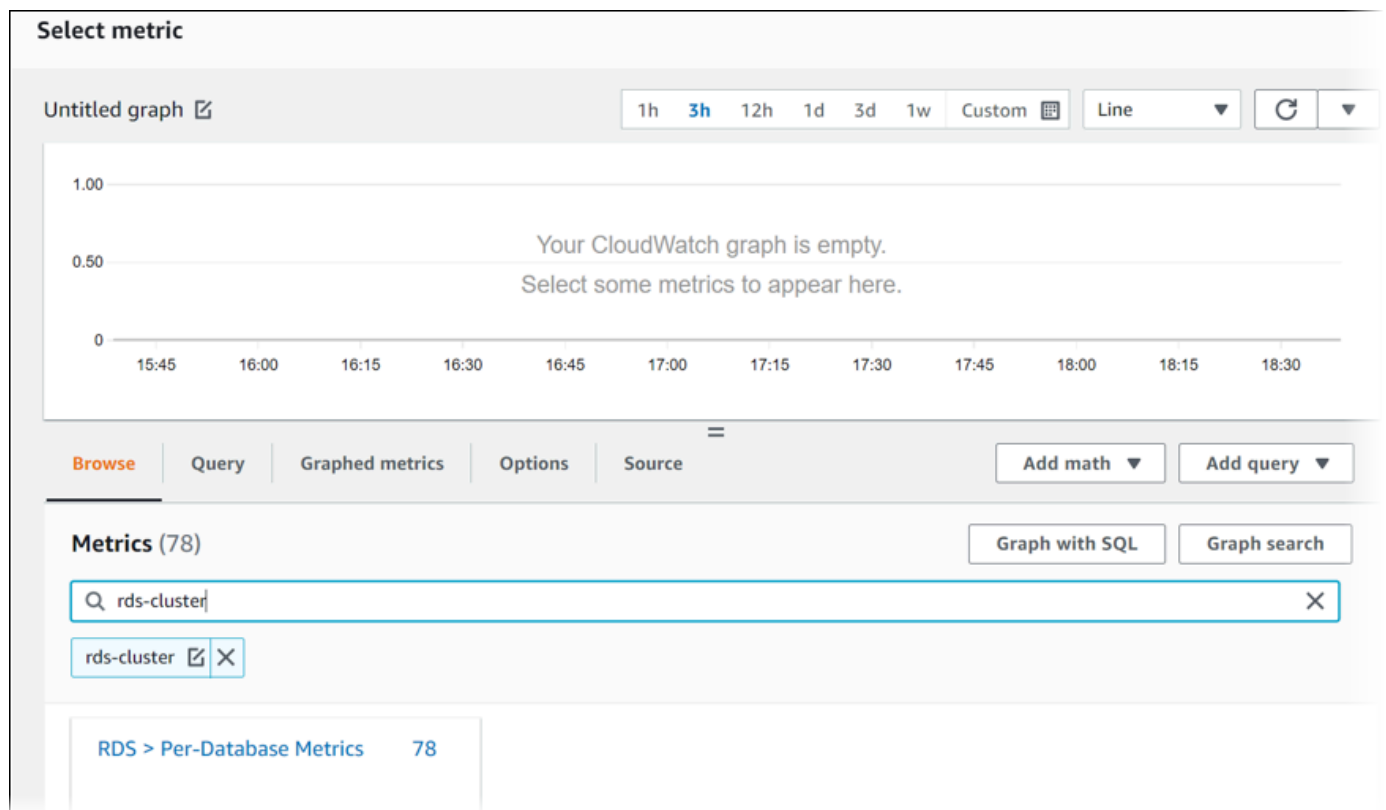 Select metric
Untitled graph
1h 3h 12h 1d 3d 1w Custom Line
1.00
Your CloudWatch graph is empty.
0.50
Select some metrics to appear here.
0
15:45 16:00 16:15 16:30 16:45 17:00 17:15 17:30 17:45 18:00 18:15 18:30
Browse Query Graphed metrics Options Source Add math Add query
Metrics (78) Graph with SQL Graph search
rds-cluster
rds-cluster
RDS > Per-Database Metrics 78